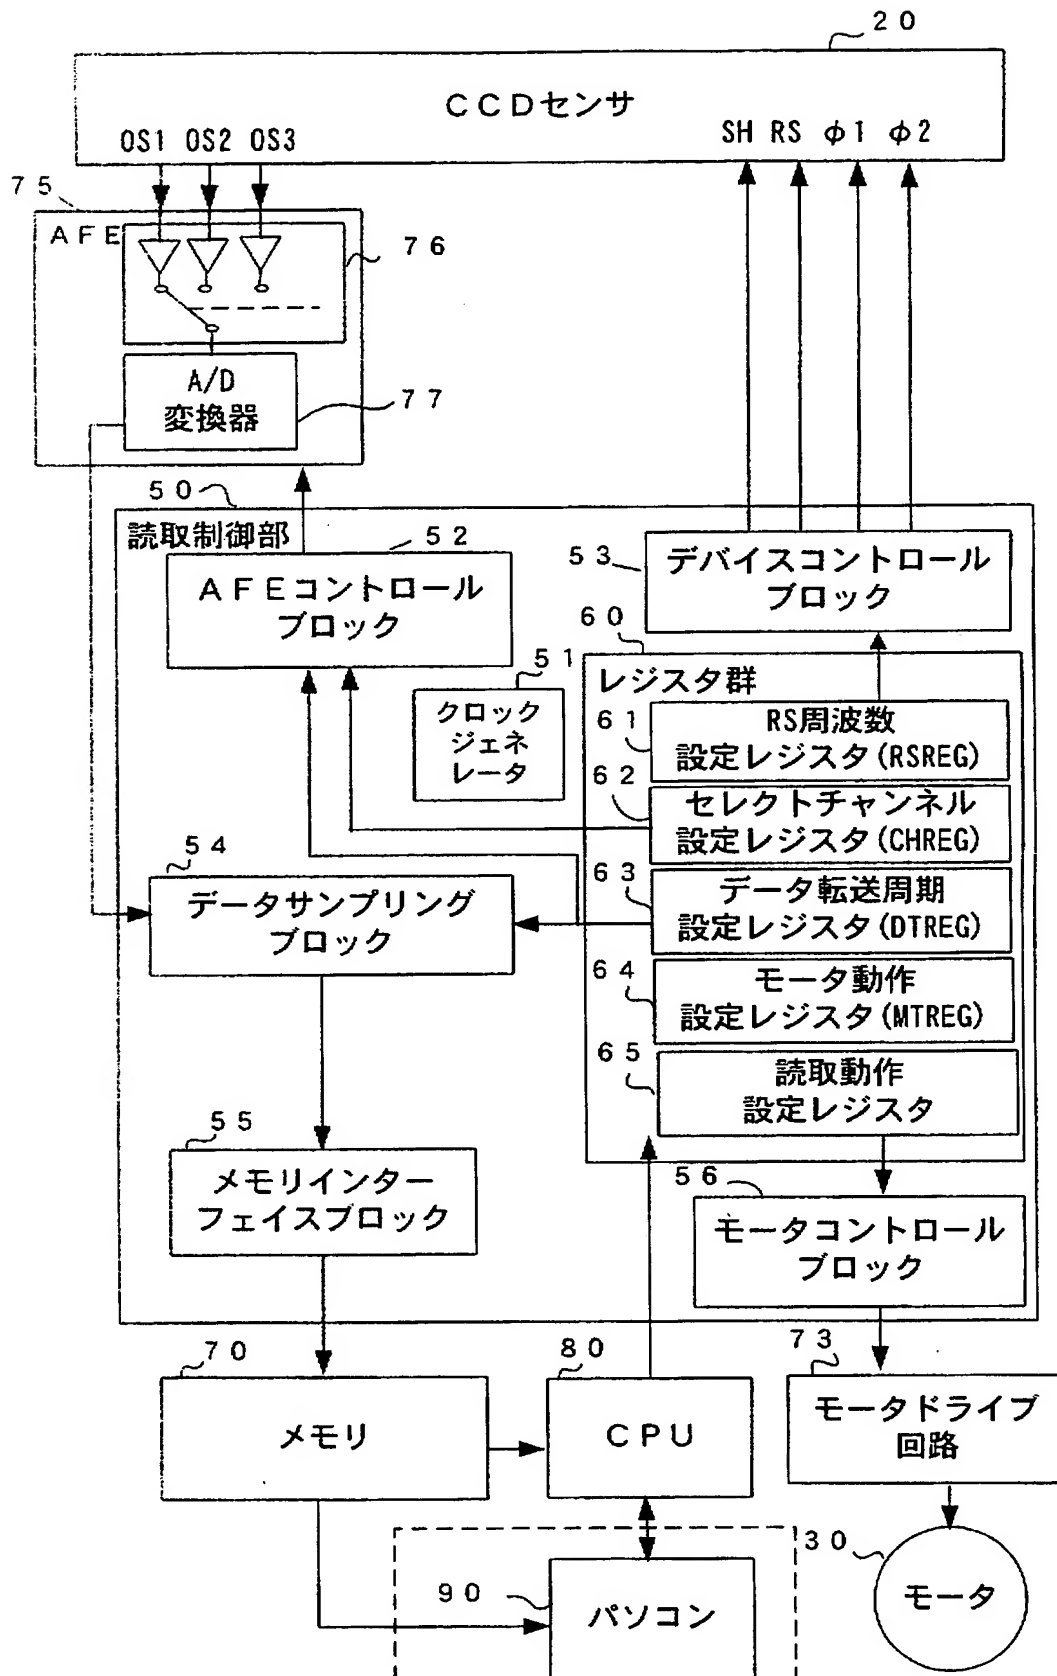 ２０
ＣＣＤセンサ
OS1 OS2 OS3
SH RS φ1 φ2
７５
ＡＦＥ
７６
A/D
変換器
７７
５０
読取制御部
５２
ＡＦＥコントロール
ブロック
５３
デバイスコントロール
ブロック
６０
レジスタ群
５１
クロック
ジェネ
レータ
６１
RS周波数
設定レジスタ(RSREG)
６２
セレクトチャンネル
設定レジスタ(CHREG)
５４
データサンプリング
ブロック
６３
データ転送周期
設定レジスタ(DTREG)
６４
モータ動作
設定レジスタ(MTREG)
６５
読取動作
設定レジスタ
５５
メモリインター
フェイスブロック
５６
モータコントロール
ブロック
７０
メモリ
８０
ＣＰＵ
７３
モータドライブ
回路
９０
パソコン
３０
モータ